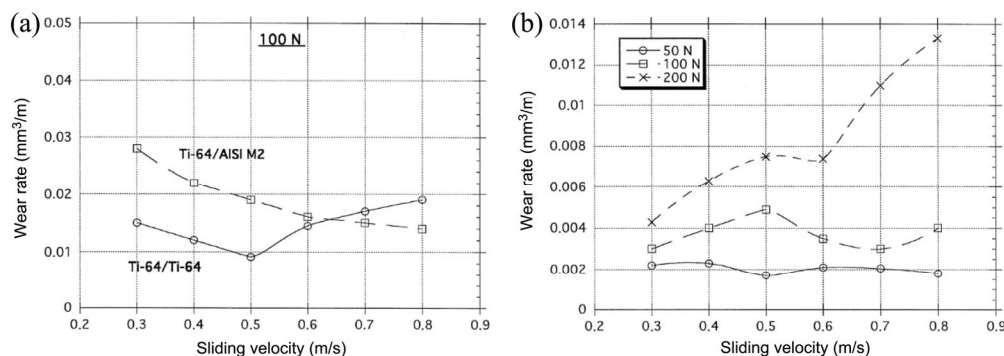 (a)
100 N
Wear rate (mm³/m)
0.05
0.04
0.03
0.02
0.01
0
Ti-64/AISI M2
Ti-64/Ti-64
0.2 0.3 0.4 0.5 0.6 0.7 0.8 0.9
Sliding velocity (m/s)
(b)
50 N
-100 N
-200 N
Wear rate (mm³/m)
0.014
0.012
0.01
0.008
0.006
0.004
0.002
0
0.2 0.3 0.4 0.5 0.6 0.7 0.8 0.9
Sliding velocity (m/s)